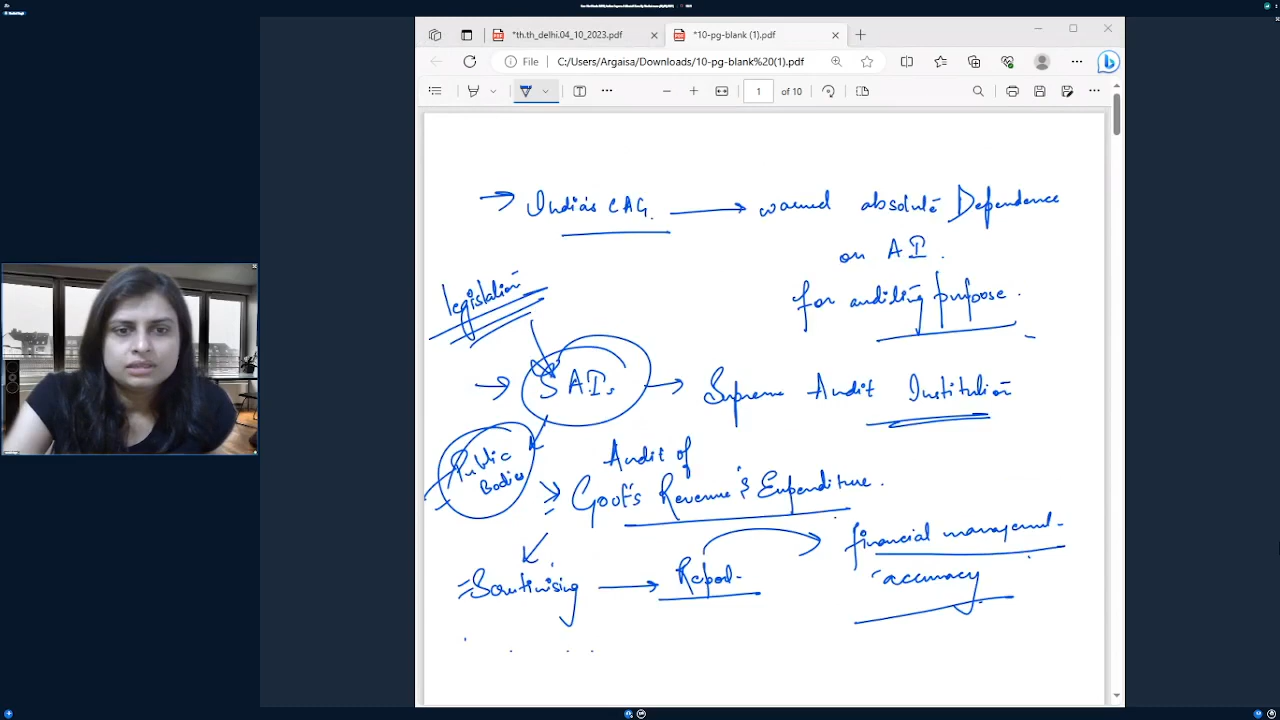 *th.th_delhi.04_10_2023.pdf
*10-pg-blank (1).pdf
File
C:/Users/Argaisa/Downloads/10-pg-blank%20(1).pdf
1 of 10
India's CAG. → warned absolute Dependence
on AI.
for auditing purpose.
legislation
→ SAIs → Supreme Audit Institution
Public
Bodies
Audit of
Govt's Revenue & Expenditure.
Scrutinising → Report.
financial management
accuracy